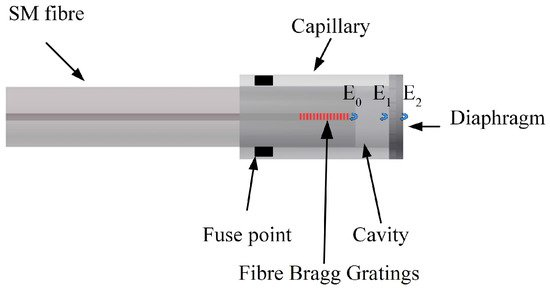 SM fibre
Capillary
E0 E1 E2
Diaphragm
Fuse point
Cavity
Fibre Bragg Gratings